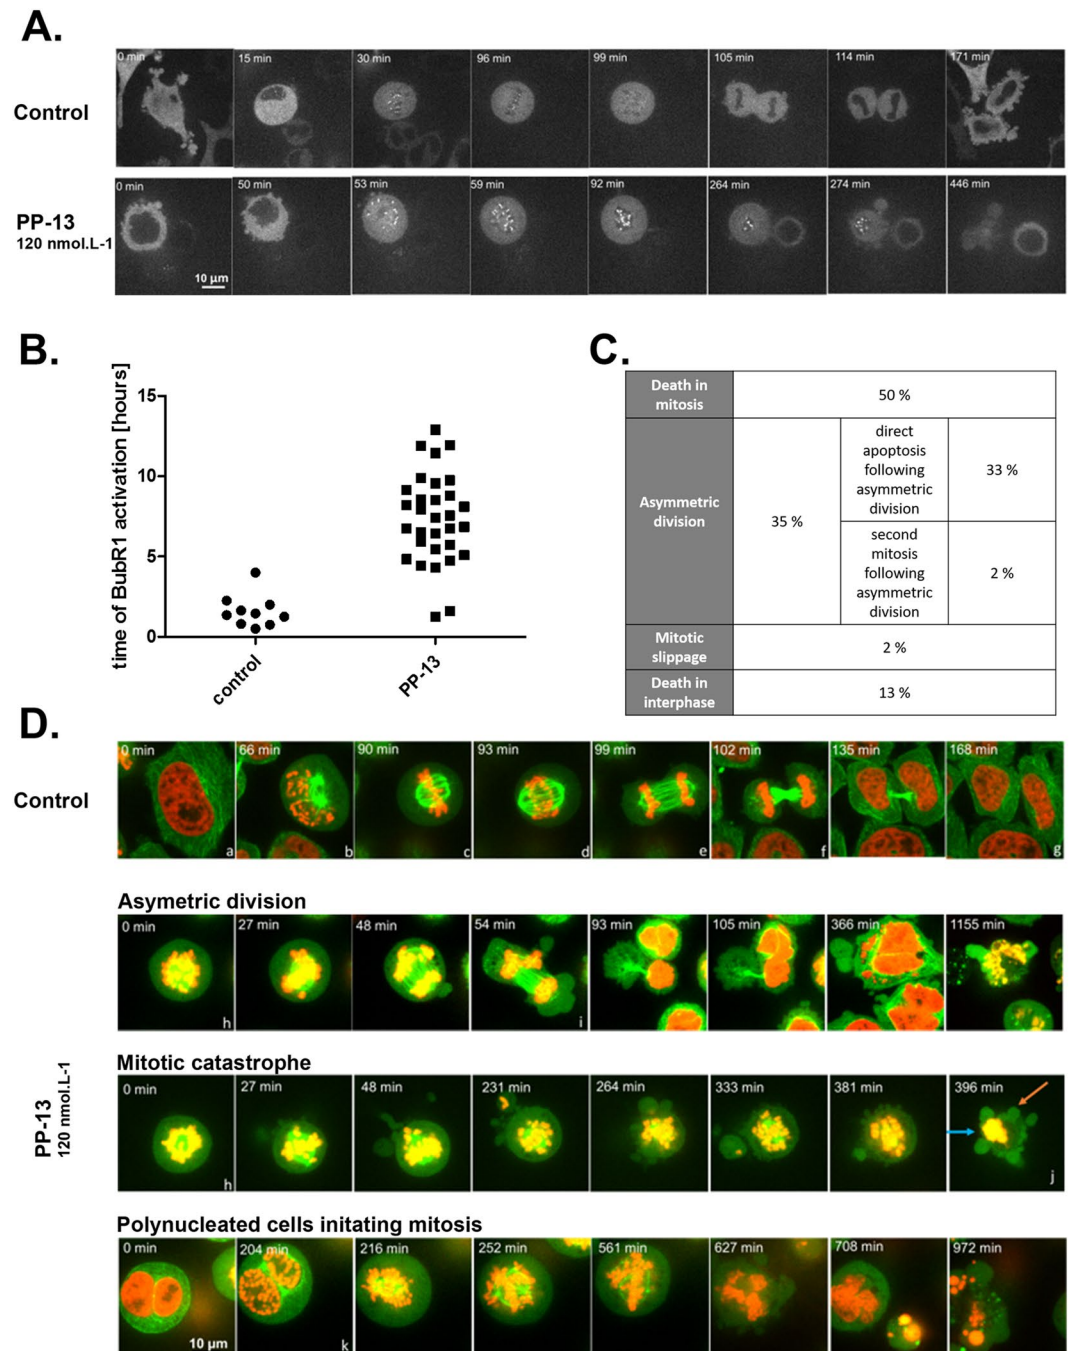 A.
Control
0 min
15 min
30 min
96 min
99 min
105 min
114 min
171 min
PP-13
120 nmol.L-1
0 min
50 min
53 min
59 min
92 min
264 min
274 min
446 min
10 µm
B.
time of BubR1 activation [hours]
15
10
5
0
control
PP-13
C.
Death in
mitosis
50 %
Asymmetric
division
35 %
direct
apoptosis
following
asymmetric
division
33 %
second
mitosis
following
asymmetric
division
2 %
Mitotic
slippage
2 %
Death in
interphase
13 %
D.
Control
0 min
66 min
90 min
93 min
99 min
102 min
135 min
168 min
a
b
c
d
e
f
g
PP-13
120 nmol.L-1
Asymetric division
0 min
27 min
48 min
54 min
93 min
105 min
366 min
1155 min
h
i
Mitotic catastrophe
0 min
27 min
48 min
231 min
264 min
333 min
381 min
396 min
h
j
Polynucleated cells initating mitosis
0 min
204 min
216 min
252 min
561 min
627 min
708 min
972 min
10 µm
k